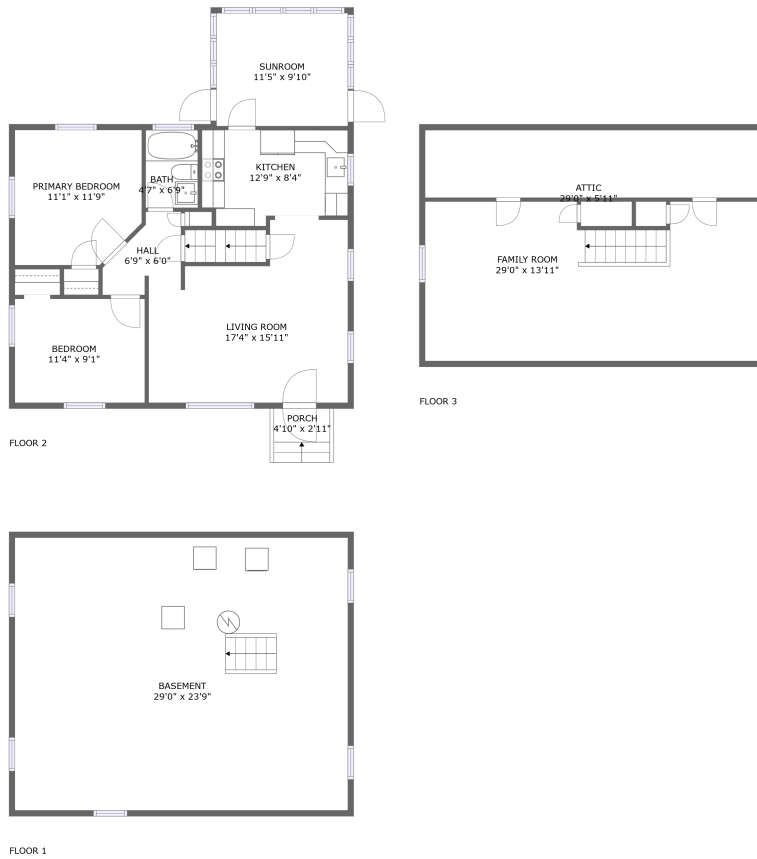 SUNROOM
11'5" x 9'10"
KITCHEN
12'9" x 8'4"
BATH
4'7" x 6'9"
PRIMARY BEDROOM
11'1" x 11'9"
HALL
6'9" x 6'0"
BEDROOM
11'4" x 9'1"
LIVING ROOM
17'4" x 15'11"
PORCH
4'10" x 2'11"
FLOOR 2
ATTIC
29'0" x 5'11"
FAMILY ROOM
29'0" x 13'11"
FLOOR 3
BASEMENT
29'0" x 23'9"
FLOOR 1